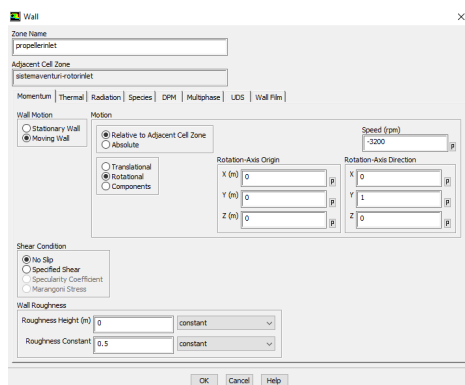 Wall
Zone Name
propellerinlet
Adjacent Cell Zone
sistemaventuri-rotorinlet
Momentum Thermal Radiation Species DPM Multiphase UDS Wall Film
Wall Motion
Motion
Stationary Wall
Moving Wall
Relative to Adjacent Cell Zone
Absolute
Speed (rpm)
-3200
P
Translational
Rotational
Components
Rotation-Axis Origin
X (m) 0 P
Y (m) 0 P
Z (m) 0 P
Rotation-Axis Direction
X 0 P
Y 1 P
Z 0 P
Shear Condition
No Slip
Specified Shear
Specularity Coefficient
Marangoni Stress
Wall Roughness
Roughness Height (m) 0 constant
Roughness Constant 0.5 constant
OK Cancel Help